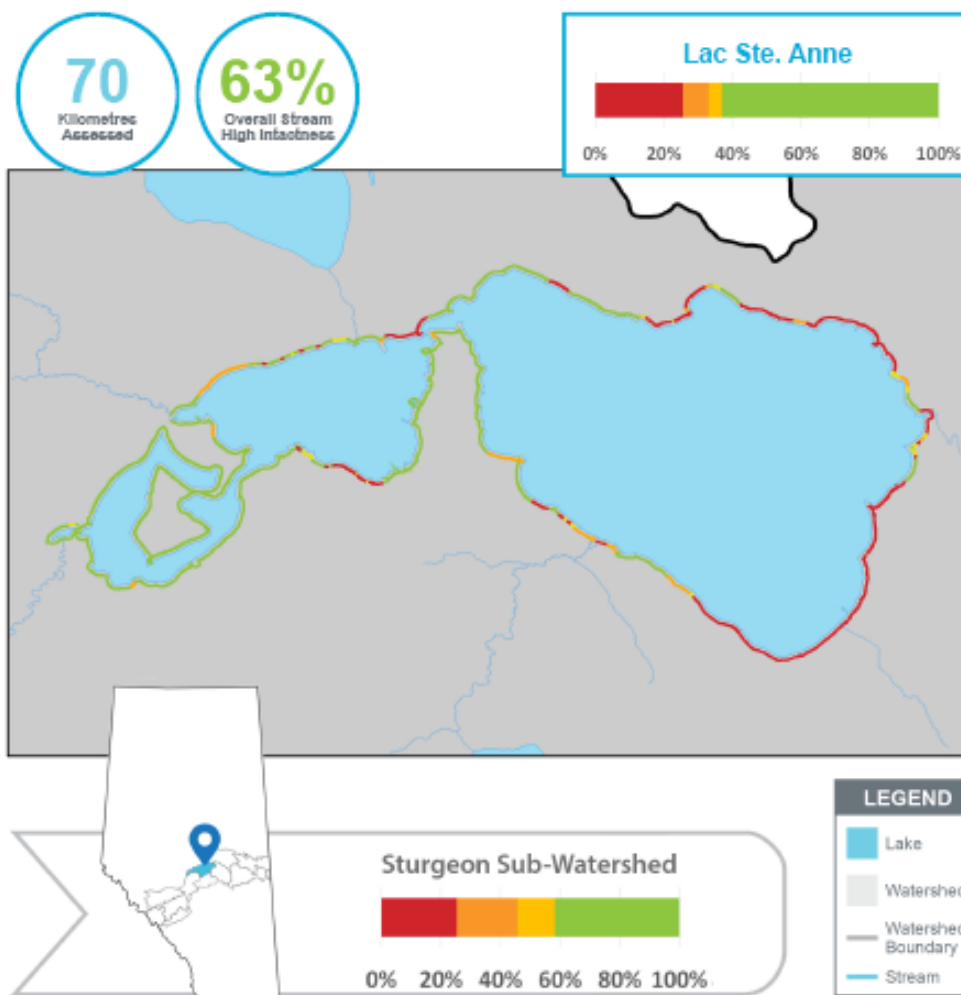 70
Kilometres
Assessed
63%
Overall Stream
High Intactness
Lac Ste. Anne
0% 20% 40% 60% 80% 100%
Sturgeon Sub-Watershed
0% 20% 40% 60% 80% 100%
LEGEND
Lake
Watershed
Watershed
Boundary
Stream